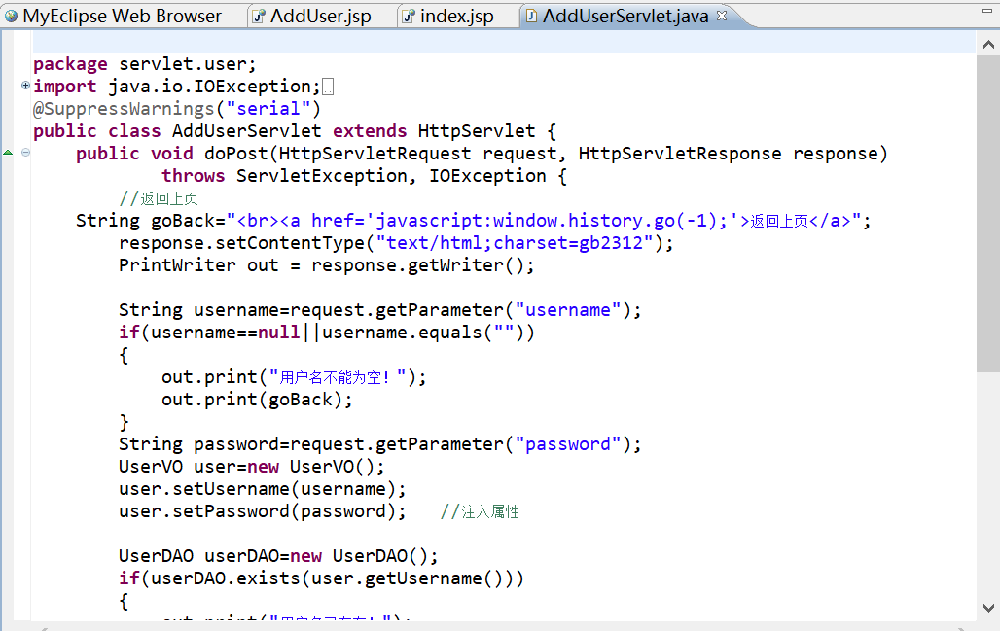 MyEclipse Web Browser AddUser.jsp index.jsp AddUserServlet.java
package servlet.user;
import java.io.IOException;
@SuppressWarnings("serial")
public class AddUserServlet extends HttpServlet {
public void doPost(HttpServletRequest request, HttpServletResponse response)
throws ServletException, IOException {
//返回上页
String goBack="<br><a href='javascript:window.history.go(-1);'>返回上页</a>";
response.setContentType("text/html;charset=gb2312");
PrintWriter out = response.getWriter();
String username=request.getParameter("username");
if(username==null||username.equals(""))
{
out.print("用户名不能为空！");
out.print(goBack);
}
String password=request.getParameter("password");
UserVO user=new UserVO();
user.setUsername(username);
user.setPassword(password); //注入属性
UserDAO userDAO=new UserDAO();
if(userDAO.exists(user.getUsername()))
{